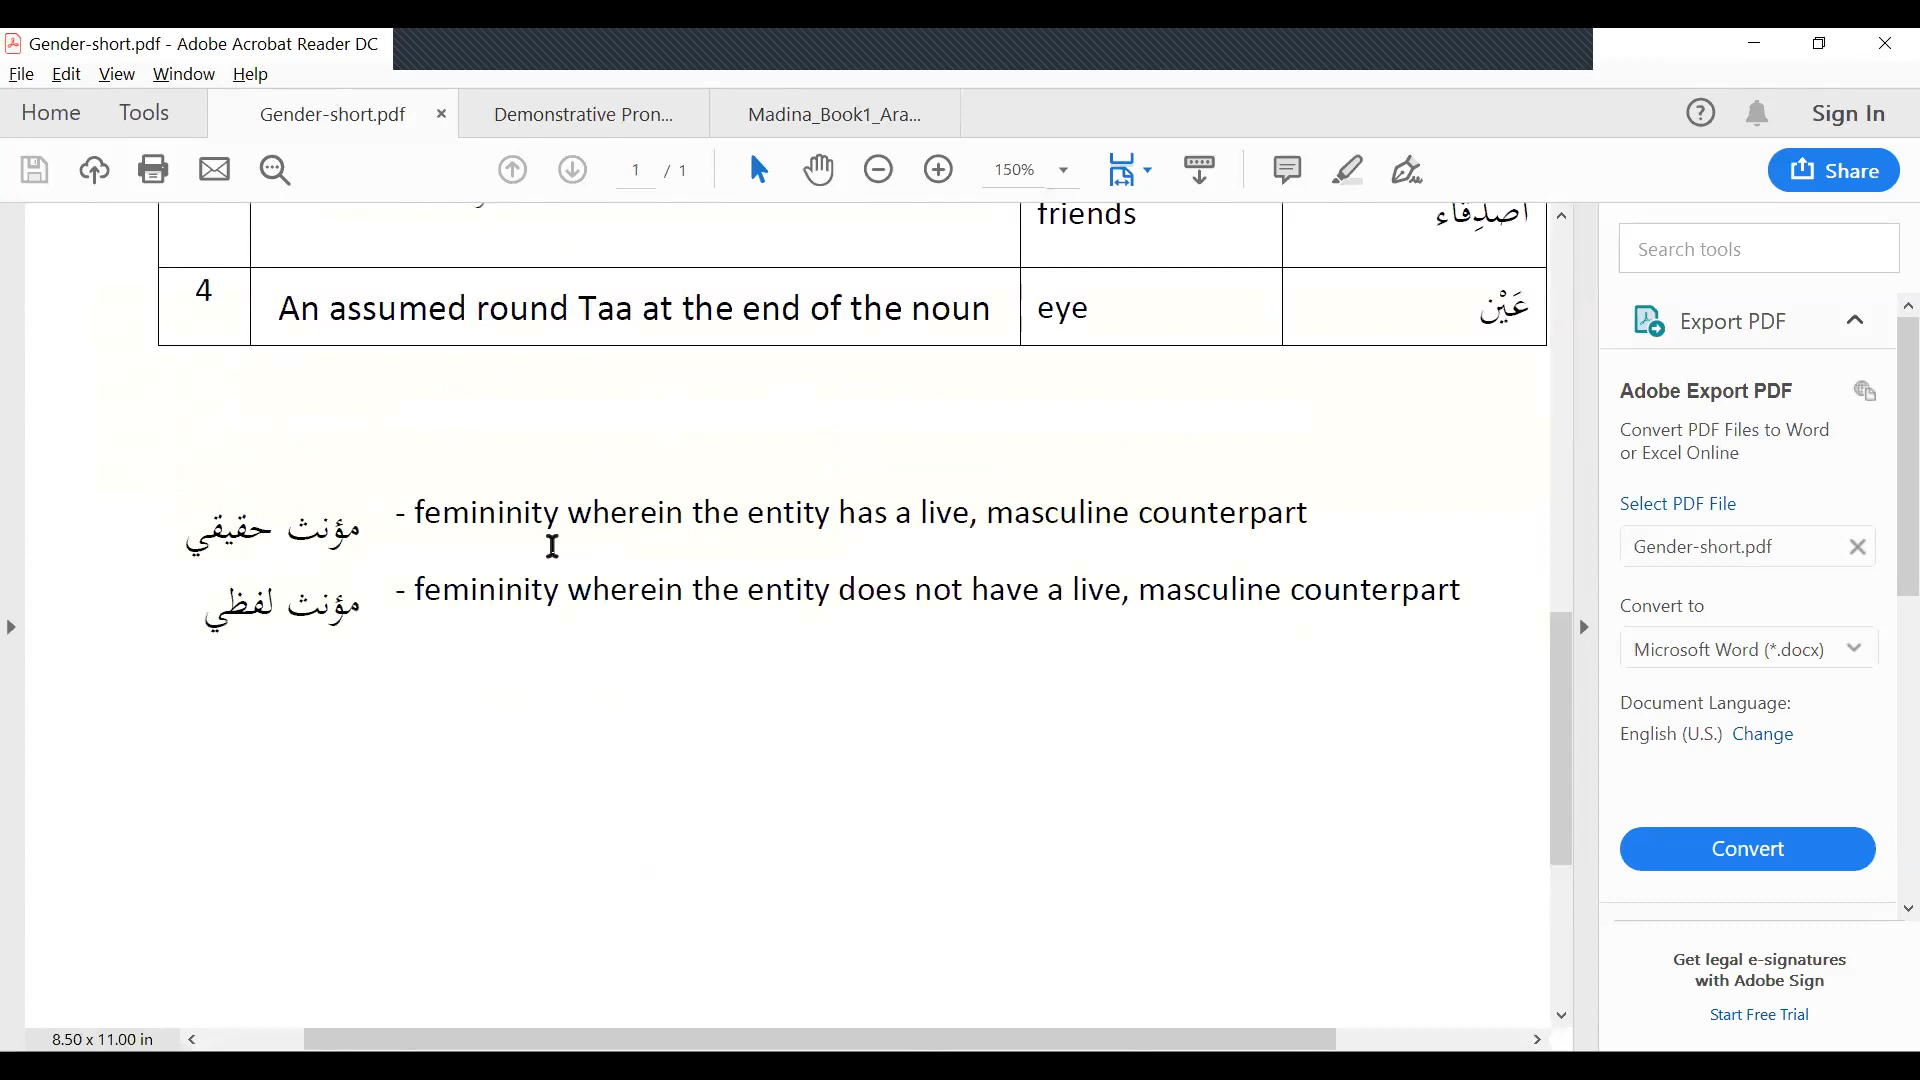 Gender-short.pdf - Adobe Acrobat Reader DC
File Edit View Window Help
Home Tools Gender-short.pdf × Demonstrative Pron... Madina_Book1_Ara... Sign In
1 / 1 150% Share
friends أصدِقَاء
4 An assumed round Taa at the end of the noun eye عَيْن
مؤنث حقيقي - femininity wherein the entity has a live, masculine counterpart
مؤنث لفظي - femininity wherein the entity does not have a live, masculine counterpart
8.50 x 11.00 in
Search tools
Export PDF
Adobe Export PDF
Convert PDF Files to Word
or Excel Online
Select PDF File
Gender-short.pdf
Convert to
Microsoft Word (*.docx)
Document Language:
English (U.S.) Change
Convert
Get legal e-signatures
with Adobe Sign
Start Free Trial